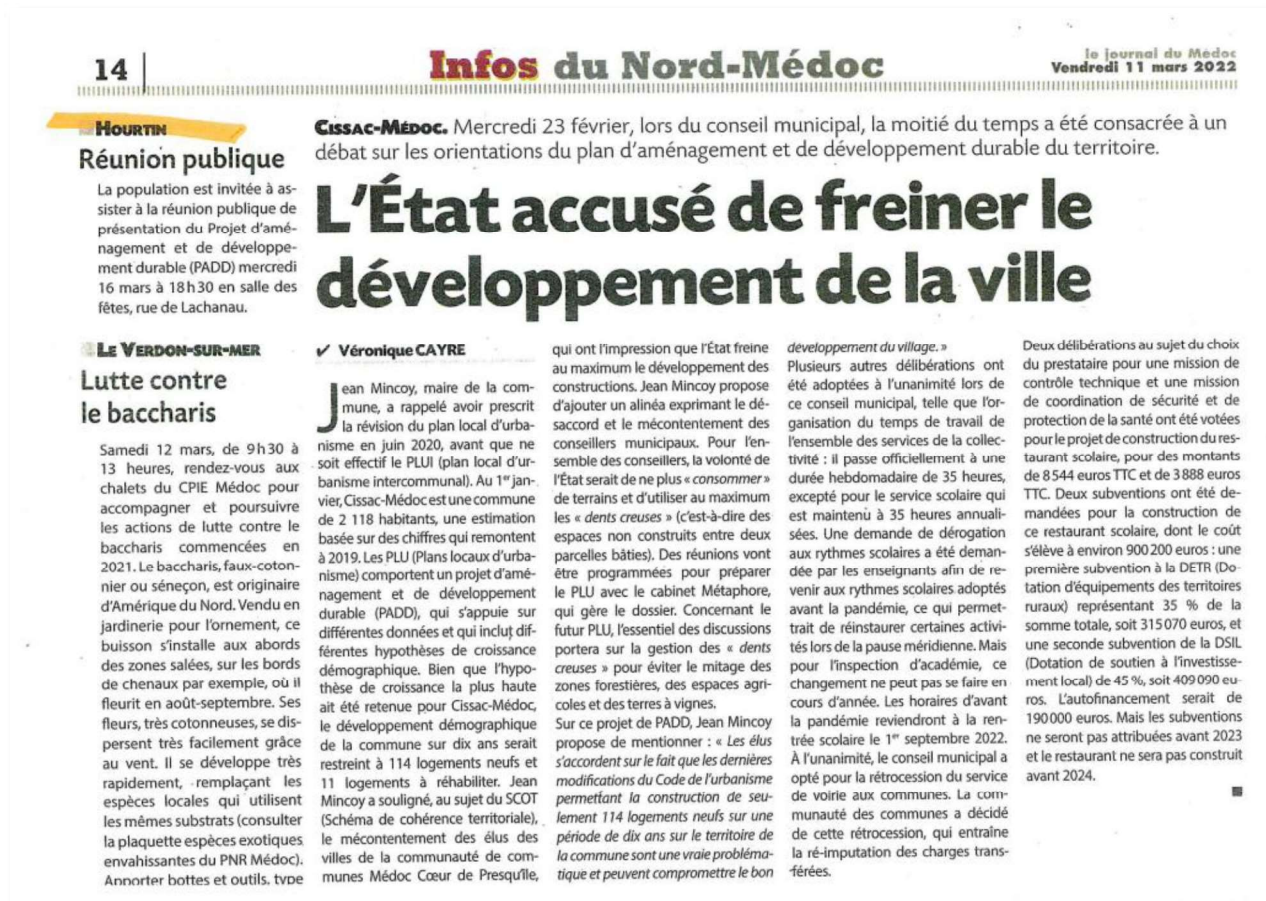 14
Infos du Nord-Médoc
le journal du Médoc
Vendredi 11 mars 2022
HOURTIN
Réunion publique
La population est invitée à as-
sister à la réunion publique de
présentation du Projet d'amé-
nagement et de développe-
ment durable (PADD) mercredi
16 mars à 18h30 en salle des
fêtes, rue de Lachanau.
LE VERDON-SUR-MER
Lutte contre
le baccharis
Samedi 12 mars, de 9h30 à
13 heures, rendez-vous aux
chalets du CPIE Médoc pour
accompagner et poursuivre
les actions de lutte contre le
baccharis commencées en
2021. Le baccharis, faux-coton-
nier ou séneçon, est originaire
d'Amérique du Nord. Vendu en
jardinerie pour l'ornement, ce
buisson s'installe aux abords
des zones salées, sur les bords
de chenaux par exemple, où il
fleurit en août-septembre. Ses
fleurs, très cotonneuses, se dis-
persent très facilement grâce
au vent. Il se développe très
rapidement, remplaçant les
espèces locales qui utilisent
les mêmes substrats (consulter
la plaquette espèces exotiques
envahissantes du PNR Médoc).
Apporter bottes et outils, type
CISSAC-MÉDOC. Mercredi 23 février, lors du conseil municipal, la moitié du temps a été consacrée à un
débat sur les orientations du plan d'aménagement et de développement durable du territoire.
L'État accusé de freiner le
développement de la ville
✓ Véronique CAYRE
Jean Mincoy, maire de la com-
mune, a rappelé avoir prescrit
la révision du plan local d'urba-
nisme en juin 2020, avant que ne
soit effectif le PLUI (plan local d'ur-
banisme intercommunal). Au 1er jan-
vier, Cissac-Médoc est une commune
de 2 118 habitants, une estimation
basée sur des chiffres qui remontent
à 2019. Les PLU (Plans locaux d'urba-
nisme) comportent un projet d'amé-
nagement et de développement
durable (PADD), qui s'appuie sur
différentes données et qui inclut dif-
férentes hypothèses de croissance
démographique. Bien que l'hypo-
thèse de croissance la plus haute
ait été retenue pour Cissac-Médoc,
le développement démographique
de la commune sur dix ans serait
restreint à 114 logements neufs et
11 logements à réhabiliter. Jean
Mincoy a souligné, au sujet du SCOT
(Schéma de cohérence territoriale),
le mécontentement des élus des
villes de la communauté de com-
munes Médoc Cœur de Presqu'île,
qui ont l'impression que l'État freine
au maximum le développement des
constructions. Jean Mincoy propose
d'ajouter un alinéa exprimant le dé-
saccord et le mécontentement des
conseillers municipaux. Pour l'en-
semble des conseillers, la volonté de
l'État serait de ne plus « consommer »
de terrains et d'utiliser au maximum
les « dents creuses » (c'est-à-dire des
espaces non construits entre deux
parcelles bâties). Des réunions vont
être programmées pour préparer
le PLU avec le cabinet Métaphore,
qui gère le dossier. Concernant le
futur PLU, l'essentiel des discussions
portera sur la gestion des « dents
creuses » pour éviter le mitage des
zones forestières, des espaces agri-
coles et des terres à vignes.
Sur ce projet de PADD, Jean Mincoy
propose de mentionner : « Les élus
s'accordent sur le fait que les dernières
modifications du Code de l'urbanisme
permettant la construction de seu-
lement 114 logements neufs sur une
période de dix ans sur le territoire de
la commune sont une vraie probléma-
tique et peuvent compromettre le bon
développement du village. »
Plusieurs autres délibérations ont
été adoptées à l'unanimité lors de
ce conseil municipal, telle que l'or-
ganisation du temps de travail de
l'ensemble des services de la collec-
tivité : il passe officiellement à une
durée hebdomadaire de 35 heures,
excepté pour le service scolaire qui
est maintenu à 35 heures annuali-
sées. Une demande de dérogation
aux rythmes scolaires a été deman-
dée par les enseignants afin de re-
venir aux rythmes scolaires adoptés
avant la pandémie, ce qui permet-
trait de réinstaurer certaines activi-
tés lors de la pause méridienne. Mais
pour l'inspection d'académie, ce
changement ne peut pas se faire en
cours d'année. Les horaires d'avant
la pandémie reviendront à la ren-
trée scolaire le 1er septembre 2022.
À l'unanimité, le conseil municipal a
opté pour la rétrocession du service
de voirie aux communes. La com-
munauté des communes a décidé
de cette rétrocession, qui entraîne
la ré-imputation des charges trans-
férées.
Deux délibérations au sujet du choix
du prestataire pour une mission de
contrôle technique et une mission
de coordination de sécurité et de
protection de la santé ont été votées
pour le projet de construction du res-
taurant scolaire, pour des montants
de 8544 euros TTC et de 3888 euros
TTC. Deux subventions ont été de-
mandées pour la construction de
ce restaurant scolaire, dont le coût
s'élève à environ 900200 euros : une
première subvention à la DETR (Do-
tation d'équipements des territoires
ruraux) représentant 35 % de la
somme totale, soit 315070 euros, et
une seconde subvention de la DSIL
(Dotation de soutien à l'investisse-
ment local) de 45 %, soit 409090 eu-
ros. L'autofinancement serait de
190000 euros. Mais les subventions
ne seront pas attribuées avant 2023
et le restaurant ne sera pas construit
avant 2024.